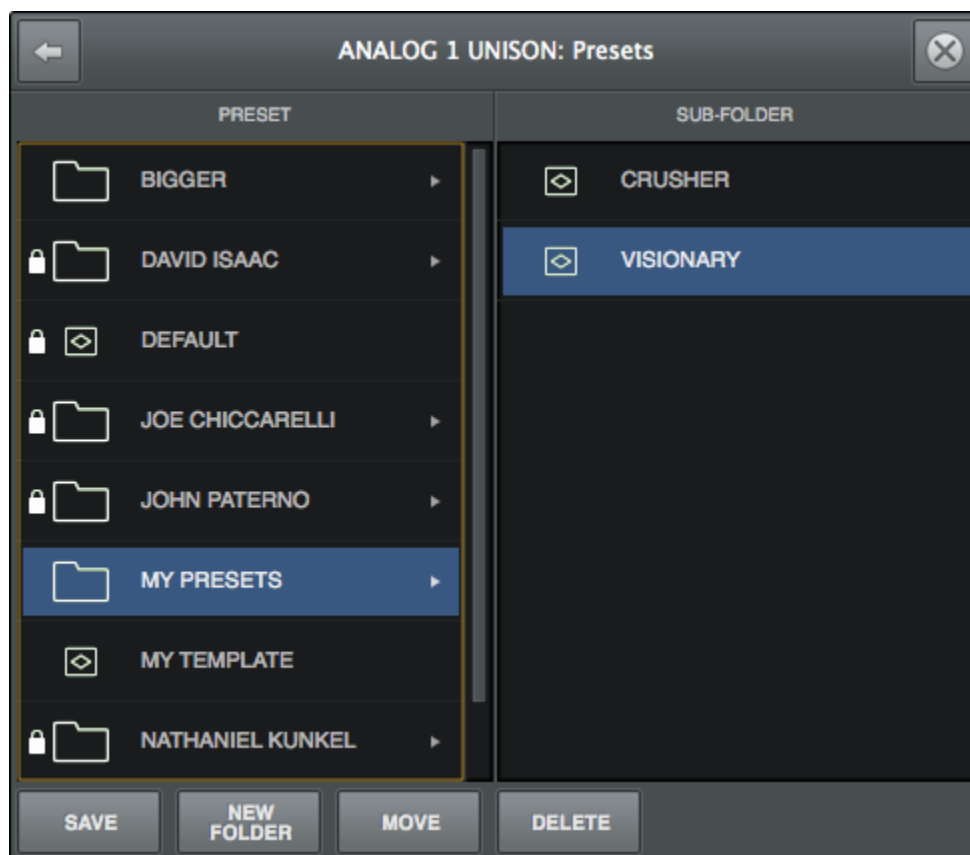 ANALOG 1 UNISON: Presets
PRESET
SUB-FOLDER
BIGGER
DAVID ISAAC
DEFAULT
JOE CHICCARELLI
JOHN PATERNO
MY PRESETS
MY TEMPLATE
NATHANIEL KUNKEL
CRUSHER
VISIONARY
SAVE
NEW
FOLDER
MOVE
DELETE